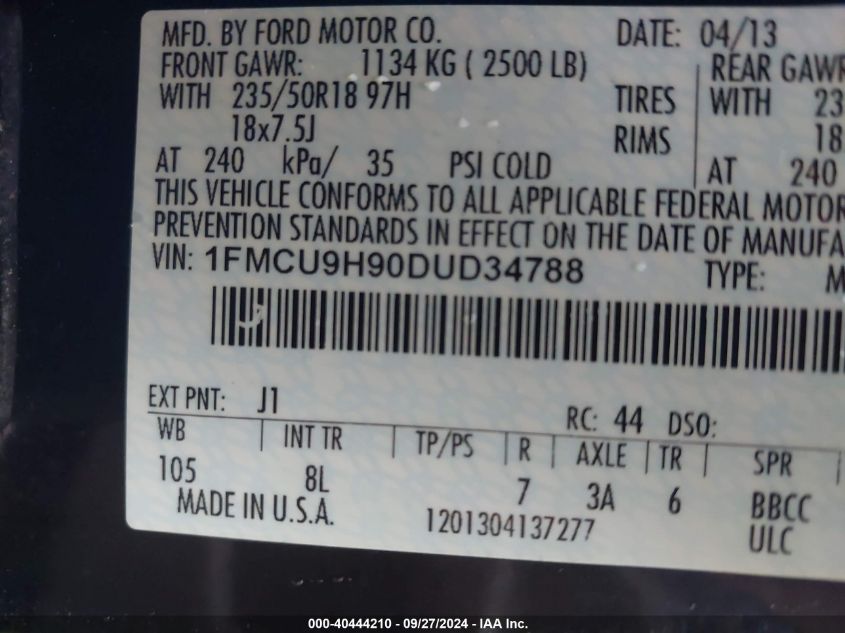 MFD. BY FORD MOTOR CO. DATE: 04/13
FRONT GAWR: 1134 KG ( 2500 LB) REAR GAWR
WITH 235/50R18 97H TIRES WITH 23
18x7.5J RIMS 18
AT 240 kPa/ 35 PSI COLD AT 240
THIS VEHICLE CONFORMS TO ALL APPLICABLE FEDERAL MOTOR
PREVENTION STANDARDS IN EFFECT ON THE DATE OF MANUFA
VIN: 1FMCU9H90DUD34788 TYPE: M
EXT PNT: J1 RC: 44 DSO:
WB INT TR TP/PS R AXLE TR SPR
105 8L 7 3A 6 BBCC
MADE IN U.S.A. 1201304137277 ULC
000-40444210 - 09/27/2024 - IAA Inc.